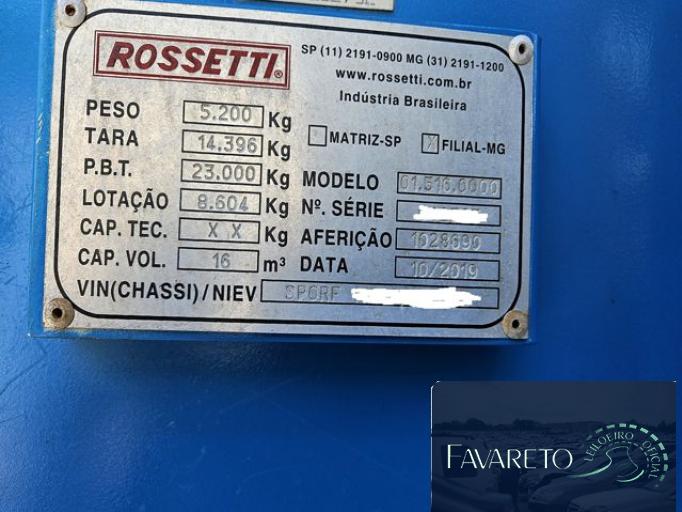 ROSSETTI®
SP (11) 2191-0900 MG (31) 2191-1200
www.rossetti.com.br
Indústria Brasileira
PESO 5.200 Kg
TARA 14.396 Kg
MATRIZ-SP X FILIAL-MG
P.B.T. 23.000 Kg
MODELO 01.516.0000
LOTAÇÃO 8.604 Kg
Nº. SÉRIE
CAP. TEC. X X Kg
AFERIÇÃO
CAP. VOL. 16 m³
DATA 10/2019
VIN(CHASSI)/NIEV
FAVARETO
LEILOEIRO OFICIAL